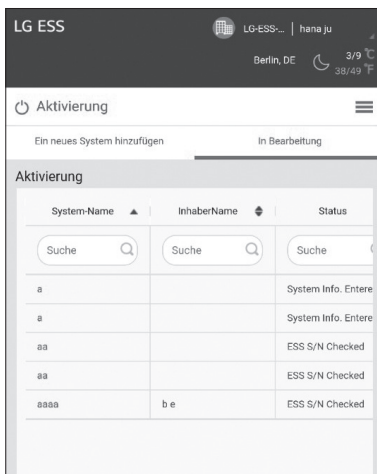 LG ESS
LG-ESS-... | hana ju
Berlin, DE 3/9 °C
38/49 °F
Aktivierung
Ein neues System hinzufügen In Bearbeitung
Aktivierung
System-Name InhaberName Status
Suche Suche Suche
a System Info. Entere
a System Info. Entere
aa ESS S/N Checked
aa ESS S/N Checked
aaaa b e ESS S/N Checked